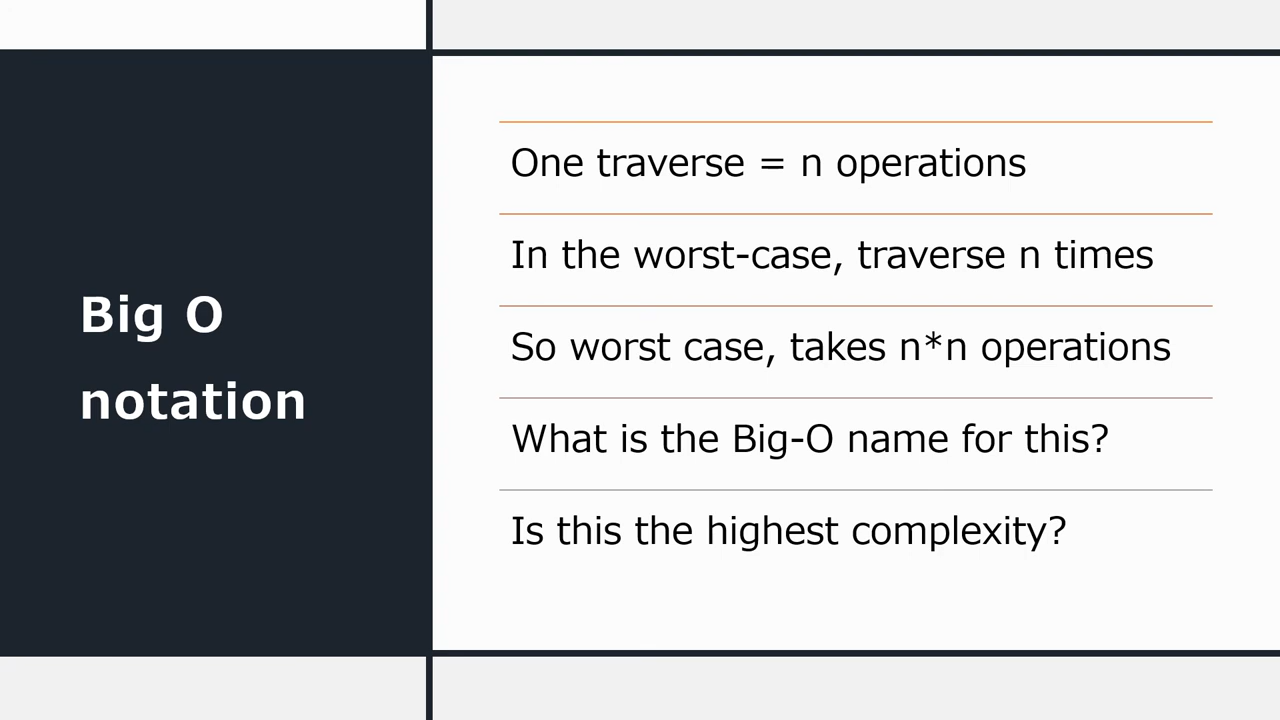 Big O
notation
One traverse = n operations
In the worst-case, traverse n times
So worst case, takes n*n operations
What is the Big-O name for this?
Is this the highest complexity?